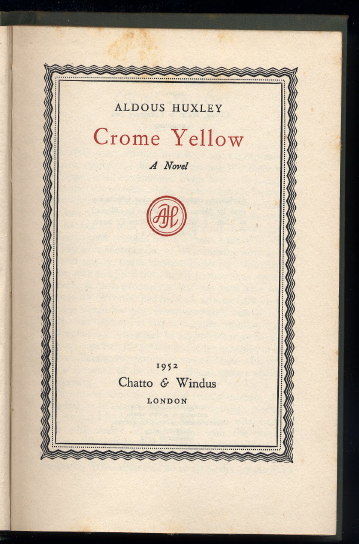 ALDOUS HUXLEY
Crome Yellow
A Novel
AH
1952
Chatto & Windus
LONDON